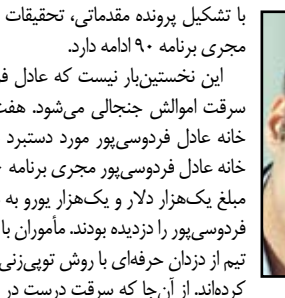 با تشکیل پرونده مقدماتی، تحقیقات
مجری برنامه ۹۰ ادامه دارد.
این نخستین‌بار نیست که عادل فر
سرقت اموالش جنجالی می‌شود. هفت
خانه عادل فردوسی‌پور مورد دستبرد
خانه عادل فردوسی‌پور مجری برنامه
مبلغ یک‌هزار دلار و یک‌هزار یورو به
فردوسی‌پور را دزدیده بودند. مأموران با
تیم از دزدان حرفه‌ای با روش توپی‌زنی
کرده‌اند. از آن‌جا که سرقت درست در